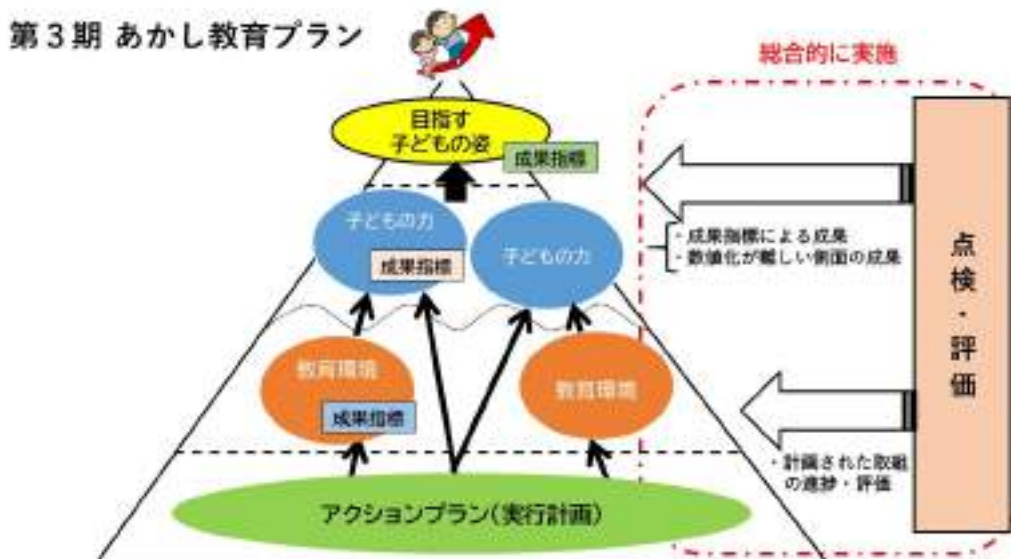 第3期 あかし教育プラン
総合的に実施
目指す
子どもの姿
成果指標
子どもの力
成果指標
子どもの力
・成果指標による成果
・数値化が難しい側面の成果
点検・評価
教育環境
成果指標
教育環境
・計画された取組
の進捗・評価
アクションプラン(実行計画)